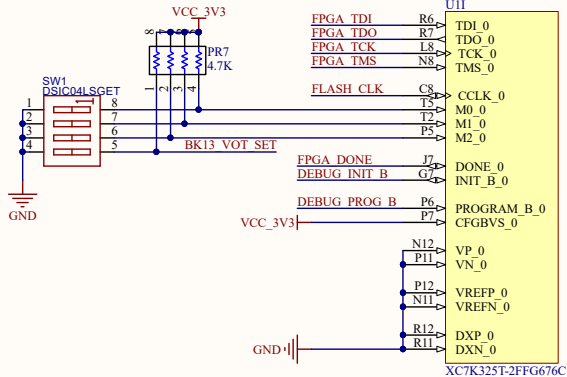 U1I
VCC_3V3
8 7 6 5
PR7
4.7K
1 2 3 4
SW1
DSIC04LSGET
1
2
3
4
1
8
7
6
5
BK13_VOT_SET
GND
FPGA_TDI R6 TDI_0
FPGA_TDO R7 TDO_0
FPGA_TCK L8 TCK_0
FPGA_TMS N8 TMS_0
FLASH_CLK C8 CCLK_0
T5 M0_0
T2 M1_0
P5 M2_0
FPGA_DONE J7 DONE_0
DEBUG_INIT_B G7 INIT_B_0
DEBUG_PROG_B P6 PROGRAM_B_0
VCC_3V3 P7 CFGBVS_0
N12 VP_0
P11 VN_0
P12 VREFP_0
N11 VREFN_0
R12 DXP_0
GND R11 DXN_0
XC7K325T-2FFG676C